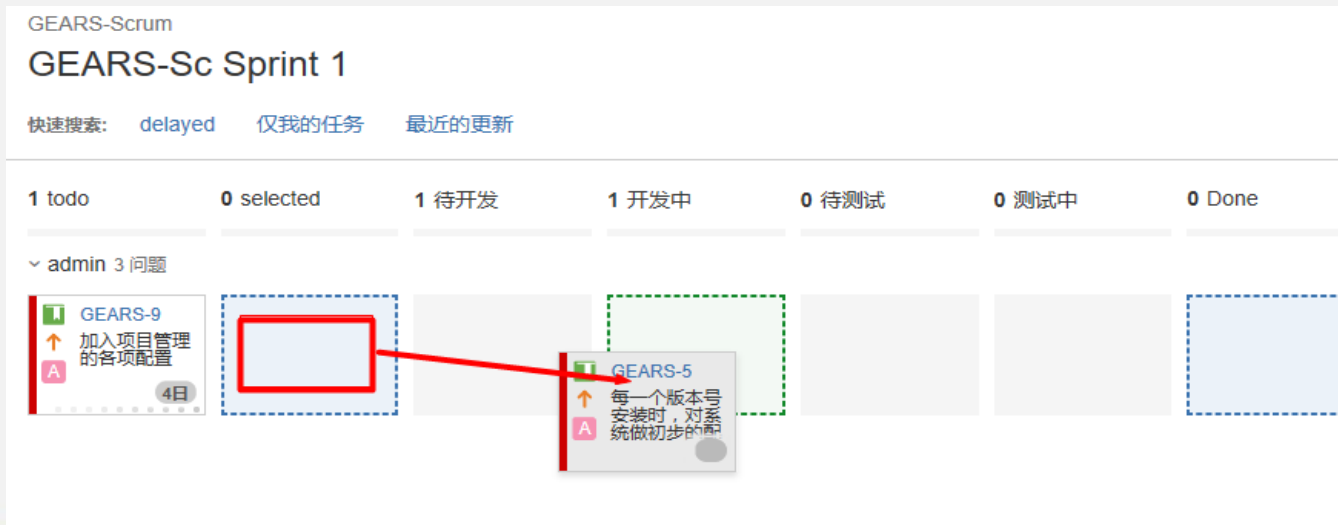 GEARS-Scrum
GEARS-Sc Sprint 1
快速搜索: delayed 仅我的任务 最近的更新
1 todo 0 selected 1 待开发 1 开发中 0 待测试 0 测试中 0 Done
admin 3 问题
GEARS-9
加入项目管理
的各项配置
A
4日
GEARS-5
每一个版本号
安装时，对系
统做初步的配
A